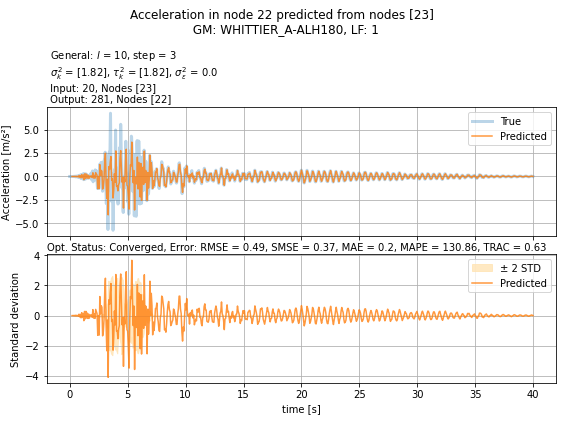 Acceleration in node 22 predicted from nodes [23]
GM: WHITTIER_A-ALH180, LF: 1
General: l = 10, step = 3
σ²ₖ = [1.82], τ²ₖ = [1.82], σ²ε = 0.0
Input: 20, Nodes [23]
Output: 281, Nodes [22]
Acceleration [m/s²]
5.0
2.5
0.0
−2.5
−5.0
True
Predicted
Opt. Status: Converged, Error: RMSE = 0.49, SMSE = 0.37, MAE = 0.2, MAPE = 130.86, TRAC = 0.63
Standard deviation
4
2
0
−2
−4
± 2 STD
Predicted
0 5 10 15 20 25 30 35 40
time [s]